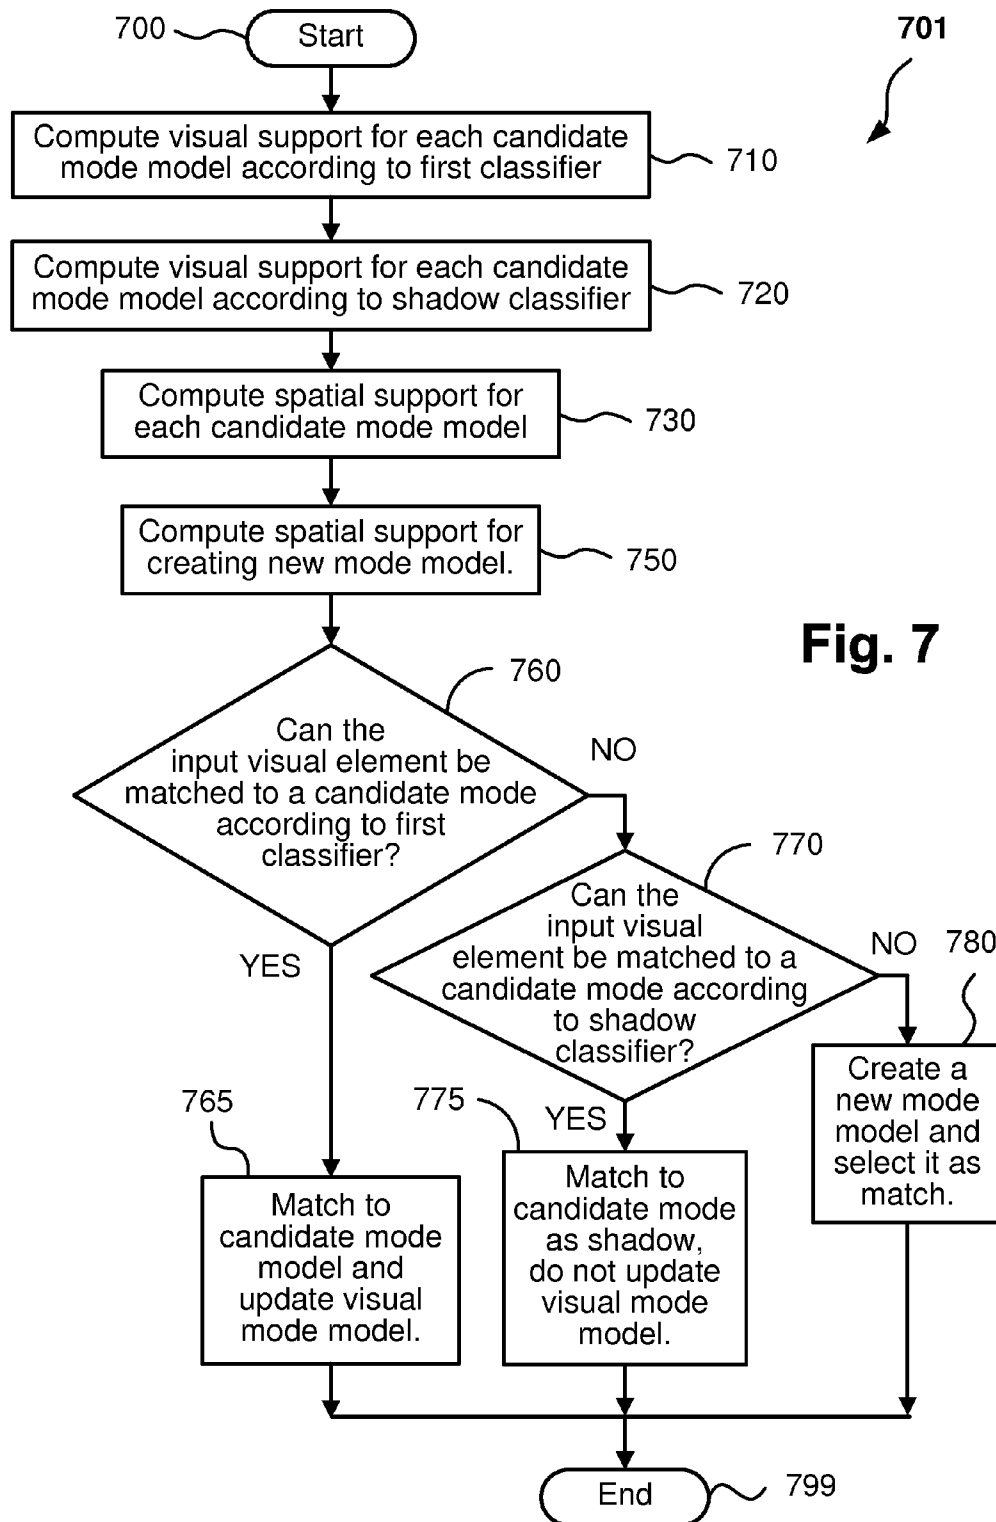 700
Start
701
Compute visual support for each candidate
mode model according to first classifier
710
Compute visual support for each candidate
mode model according to shadow classifier
720
Compute spatial support for
each candidate mode model
730
Compute spatial support for
creating new mode model.
750
Fig. 7
760
Can the
input visual element be
matched to a candidate mode
according to first
classifier?
NO
YES
770
Can the
input visual
element be matched to a
candidate mode according
to shadow
classifier?
NO
YES
780
Create a
new mode
model and
select it as
match.
765
Match to
candidate mode
model and
update visual
mode model.
775
Match to
candidate mode
as shadow,
do not update
visual mode
model.
End
799